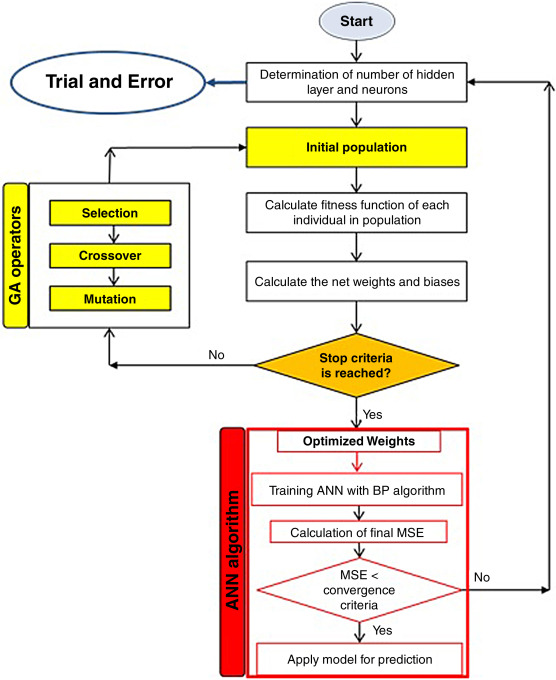 Start
Trial and Error
Determination of number of hidden
layer and neurons
Initial population
GA operators
Selection
Crossover
Mutation
Calculate fitness function of each
individual in population
Calculate the net weights and biases
Stop criteria
is reached?
No
Yes
ANN algorithm
Optimized Weights
Training ANN with BP algorithm
Calculation of final MSE
MSE <
convergence
criteria
No
Yes
Apply model for prediction